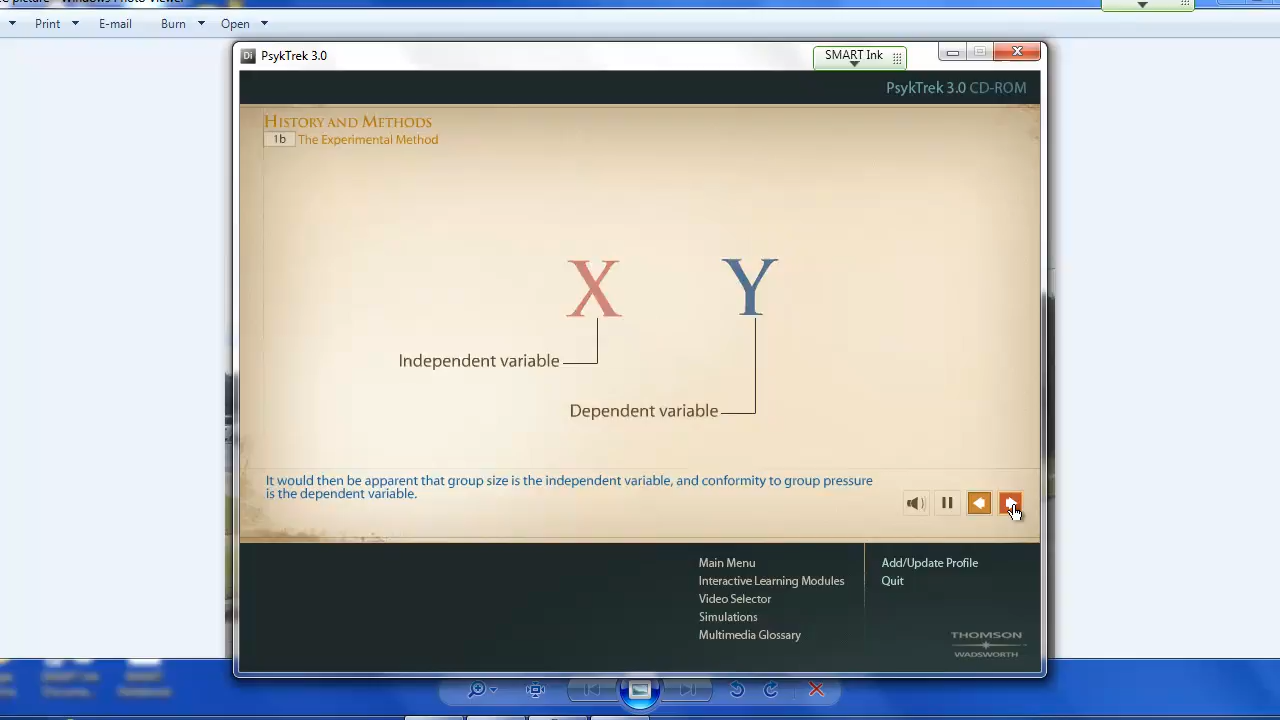 Print
E-mail
Burn
Open
Di
PsykTrek 3.0
SMART Ink
PsykTrek 3.0 CD-ROM
HISTORY AND METHODS
1b
The Experimental Method
X
Y
Independent variable
Dependent variable
It would then be apparent that group size is the independent variable, and conformity to group pressure
is the dependent variable.
Main Menu
Interactive Learning Modules
Video Selector
Simulations
Multimedia Glossary
Add/Update Profile
Quit
THOMSON
WADSWORTH